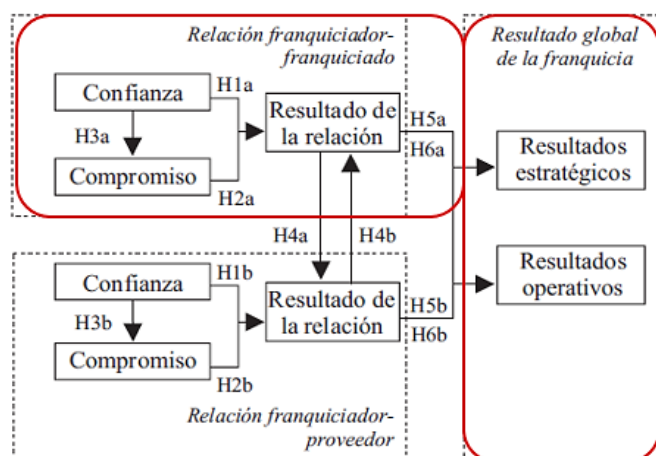 Relación franquiciador-
franquiciado
Confianza
H1a
H3a
Compromiso
H2a
Resultado de
la relación
H5a
H6a
Resultado global
de la franquicia
Resultados
estratégicos
Resultados
operativos
H4a
H4b
Confianza
H1b
H3b
Compromiso
H2b
Resultado de
la relación
H5b
H6b
Relación franquiciador-
proveedor